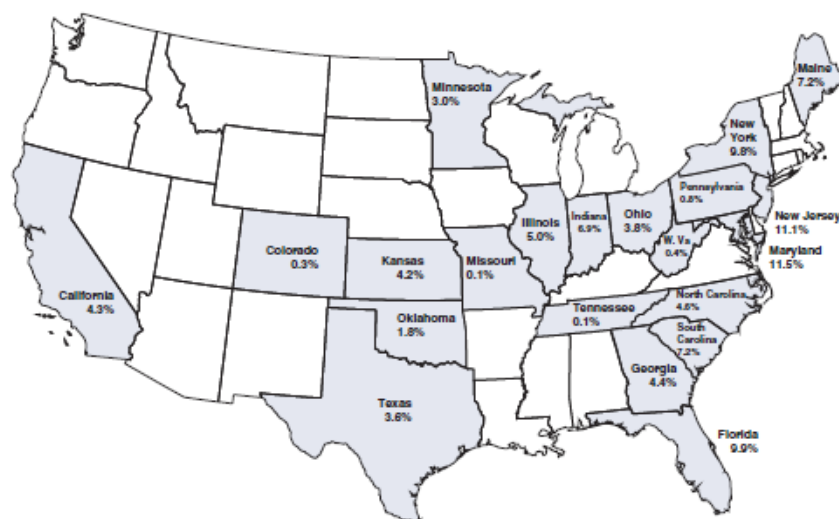 Maine
7.2%
Minnesota
3.0%
New
York
9.8%
Pennsylvania
0.8%
New Jersey
11.1%
Maryland
11.5%
Illinois
5.0%
Indiana
6.9%
Ohio
3.8%
W. Va
0.4%
Colorado
0.3%
Kansas
4.2%
Missouri
0.1%
California
4.3%
Oklahoma
1.8%
Tennessee
0.1%
North Carolina
4.6%
South
Carolina
7.2%
Georgia
4.4%
Texas
3.6%
Florida
9.9%